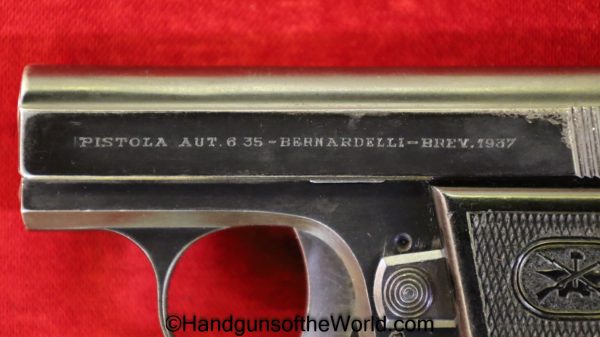 PISTOLA AUT. 6 35 - BERNARDELLI - BREV. 1937
©HandgunsoftheWorld.com